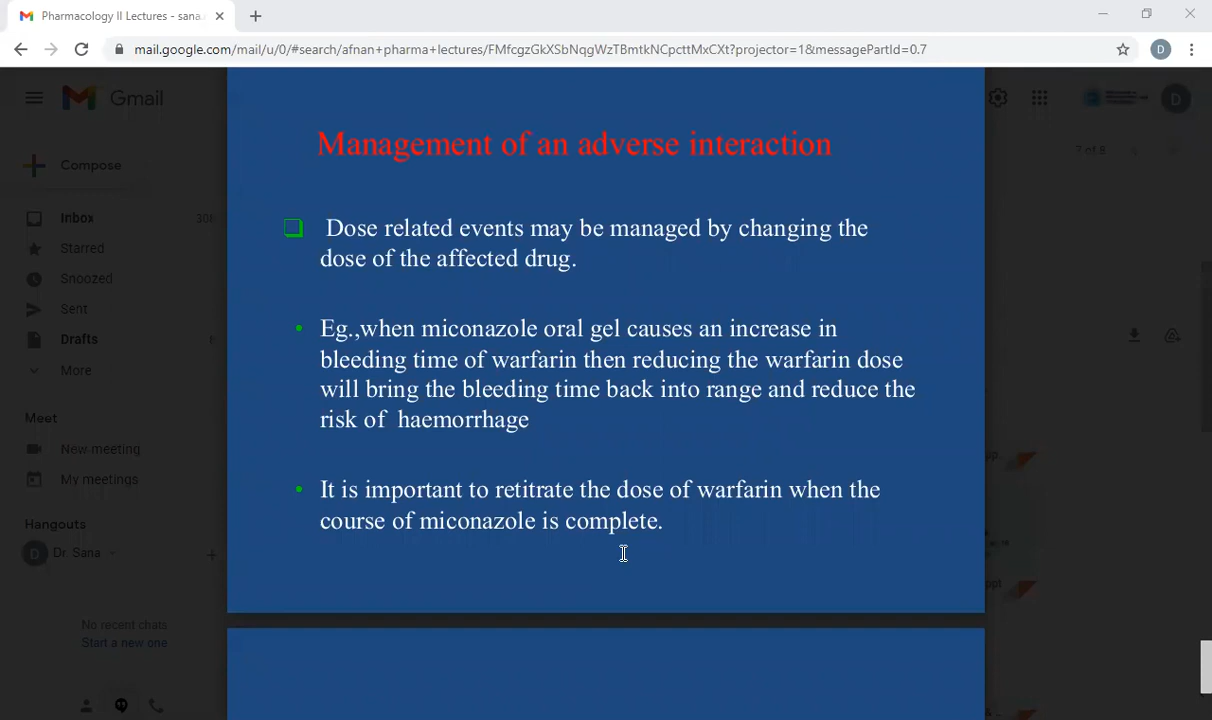 Pharmacology II Lectures - sana.
mail.google.com/mail/u/0/#search/afnan+pharma+lectures/FMfcgzGkXSbNqgWzTBmtkNCpcttMxCXt?projector=1&messagePartId=0.7
D
Gmail
D
Compose
7 of 8
Inbox
Starred
Snoozed
Sent
Drafts
More
Meet
New meeting
My meetings
Hangouts
D Dr. Sana
No recent chats
Start a new one
Management of an adverse interaction
Dose related events may be managed by changing the
dose of the affected drug.
• Eg.,when miconazole oral gel causes an increase in
bleeding time of warfarin then reducing the warfarin dose
will bring the bleeding time back into range and reduce the
risk of haemorrhage
• It is important to retitrate the dose of warfarin when the
course of miconazole is complete.